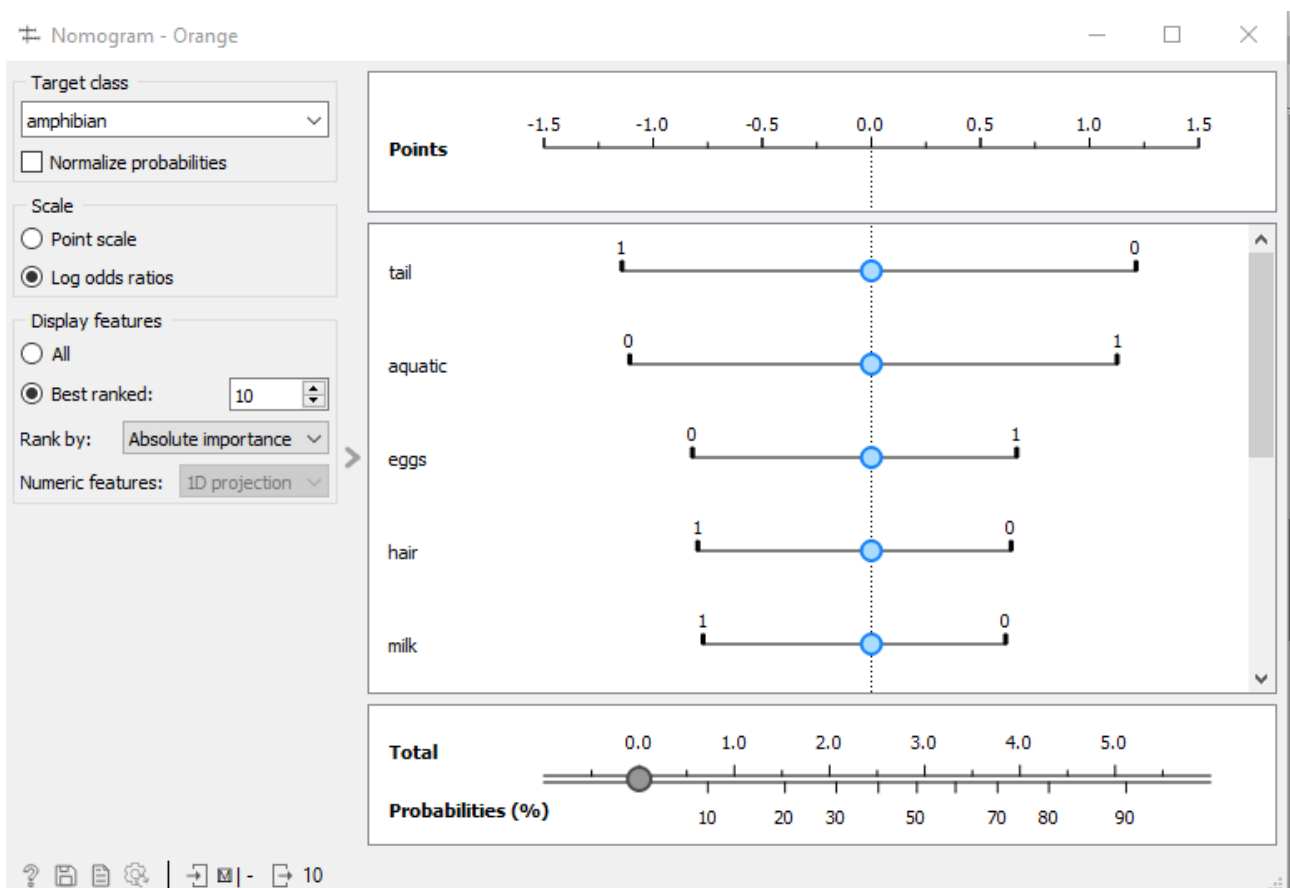 Nomogram - Orange
Target class
amphibian
Normalize probabilities
Scale
Point scale
Log odds ratios
Display features
All
Best ranked: 10
Rank by: Absolute importance
Numeric features: 1D projection
Points
-1.5 -1.0 -0.5 0.0 0.5 1.0 1.5
tail 1 0
aquatic 0 1
eggs 0 1
hair 1 0
milk 1 0
Total 0.0 1.0 2.0 3.0 4.0 5.0
Probabilities (%) 10 20 30 50 70 80 90
? M | - 10